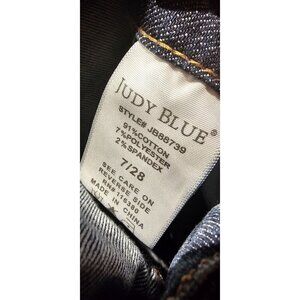 JUDY BLUE®
STYLE# JB88739
91%COTTON
7%POLYESTER
2%SPANDEX
7/28
SEE CARE ON
REVERSE SIDE
MADE IN CHINA